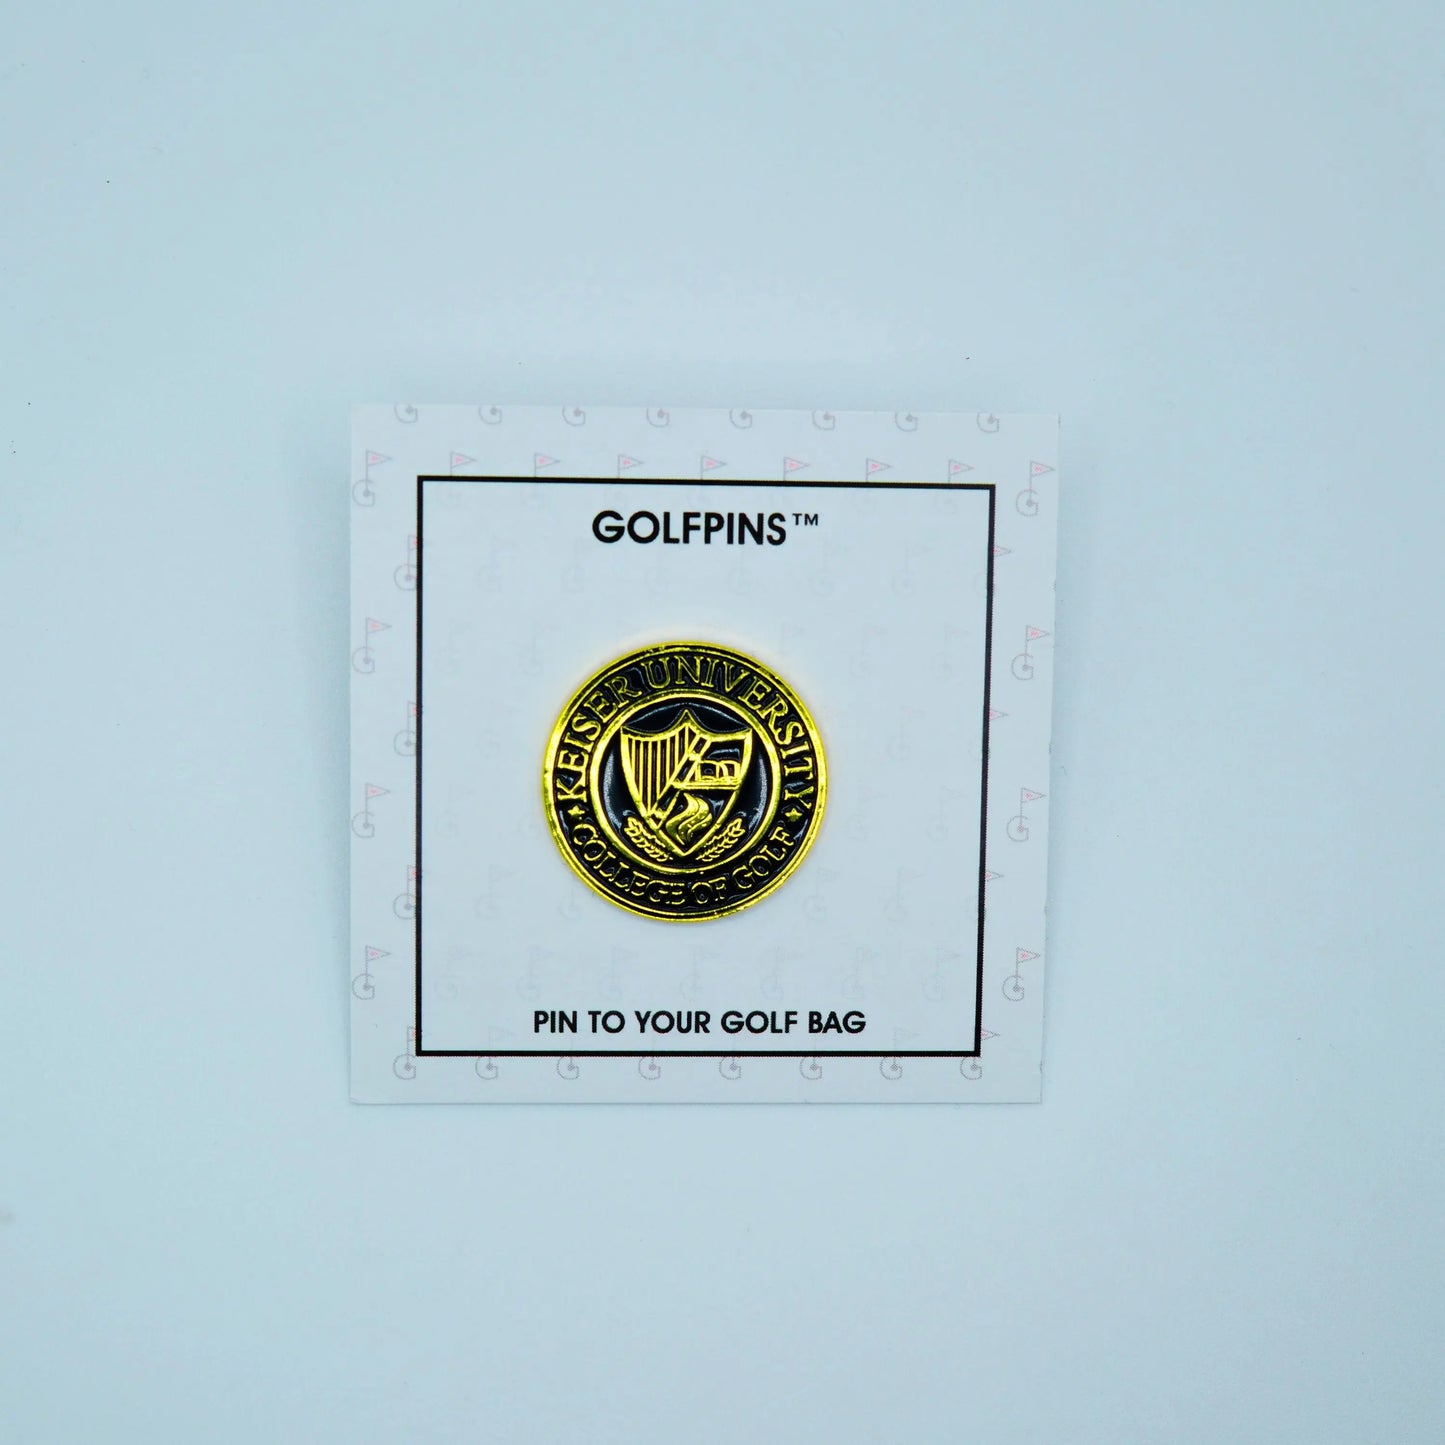 GOLFPINS™
KEISER UNIVERSITY
COLLEGE OF GOLF
PIN TO YOUR GOLF BAG